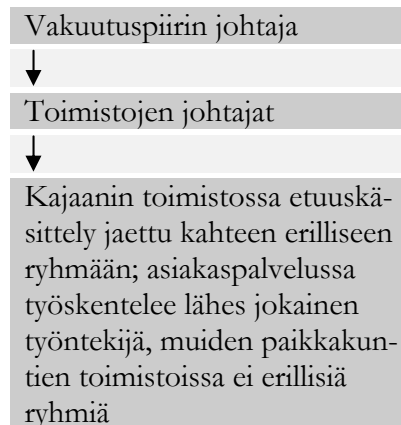 Vakuutuspiirin johtaja
Toimistojen johtajat
Kajaanin toimistossa etuuskä-
sittely jaettu kahteen erilliseen
ryhmään; asiakaspalvelussa
työskentelee lähes jokainen
työntekijä, muiden paikkakun-
tien toimistoissa ei erillisiä
ryhmiä